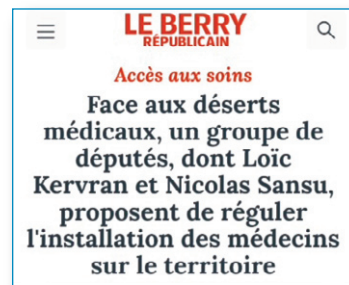 LE BERRY
RÉPUBLICAIN
Accès aux soins
Face aux déserts
médicaux, un groupe de
députés, dont Loïc
Kervran et Nicolas Sansu,
proposent de réguler
l'installation des médecins
sur le territoire